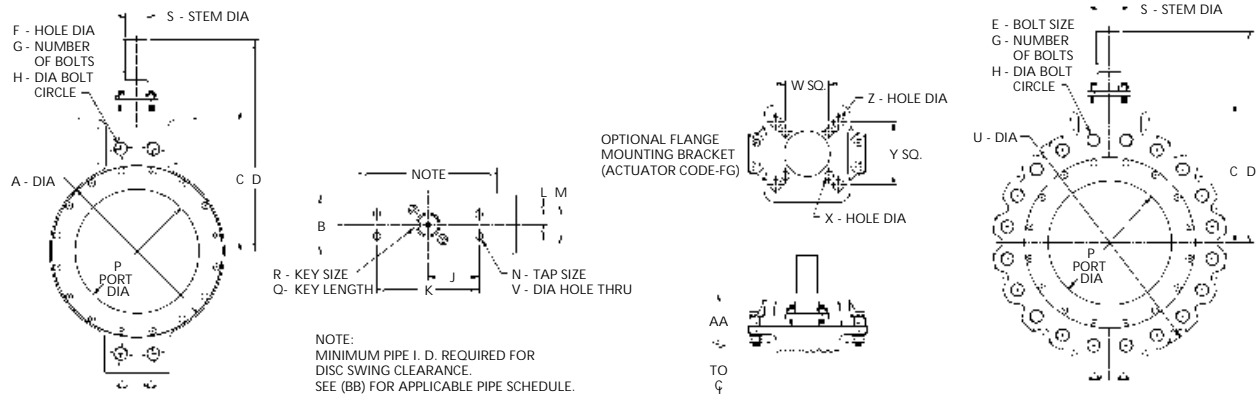 S - STEM DIA
F - HOLE DIA
G - NUMBER
OF BOLTS
H - DIA BOLT
CIRCLE
A - DIA
C D
P
PORT
DIA
NOTE
B
L M
R - KEY SIZE
Q- KEY LENGTH
J
K
N - TAP SIZE
V - DIA HOLE THRU
NOTE:
MINIMUM PIPE I. D. REQUIRED FOR
DISC SWING CLEARANCE.
SEE (BB) FOR APPLICABLE PIPE SCHEDULE.
OPTIONAL FLANGE
MOUNTING BRACKET
(ACTUATOR CODE-FG)
W SQ.
Z - HOLE DIA
Y SQ.
X - HOLE DIA
AA
TO
℄
S - STEM DIA
E - BOLT SIZE
G - NUMBER
OF BOLTS
H - DIA BOLT
CIRCLE
U - DIA
C D
P
PORT
DIA